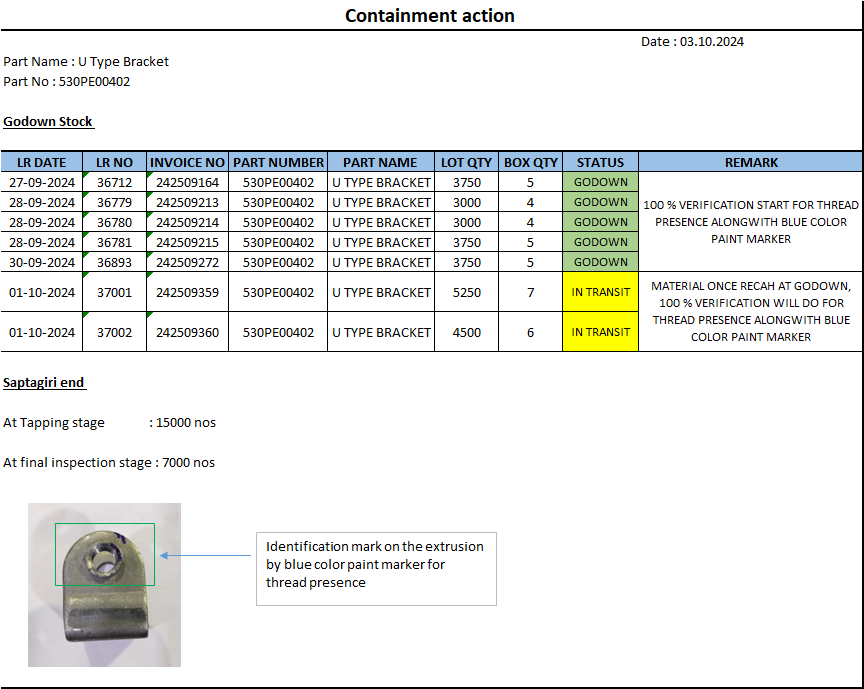 Containment action
Date : 03.10.2024
Part Name : U Type Bracket
Part No : 530PE00402
Godown Stock
LR DATE LR NO INVOICE NO PART NUMBER PART NAME LOT QTY BOX QTY STATUS REMARK
27-09-2024 36712 242509164 530PE00402 U TYPE BRACKET 3750 5 GODOWN
28-09-2024 36779 242509213 530PE00402 U TYPE BRACKET 3000 4 GODOWN
28-09-2024 36780 242509214 530PE00402 U TYPE BRACKET 3000 4 GODOWN
28-09-2024 36781 242509215 530PE00402 U TYPE BRACKET 3750 5 GODOWN
30-09-2024 36893 242509272 530PE00402 U TYPE BRACKET 3750 5 GODOWN
100 % VERIFICATION START FOR THREAD
PRESENCE ALONGWITH BLUE COLOR
PAINT MARKER
01-10-2024 37001 242509359 530PE00402 U TYPE BRACKET 5250 7 IN TRANSIT
01-10-2024 37002 242509360 530PE00402 U TYPE BRACKET 4500 6 IN TRANSIT
MATERIAL ONCE RECAH AT GODOWN,
100 % VERIFICATION WILL DO FOR
THREAD PRESENCE ALONGWITH BLUE
COLOR PAINT MARKER
Saptagiri end
At Tapping stage : 15000 nos
At final inspection stage : 7000 nos
Identification mark on the extrusion
by blue color paint marker for
thread presence